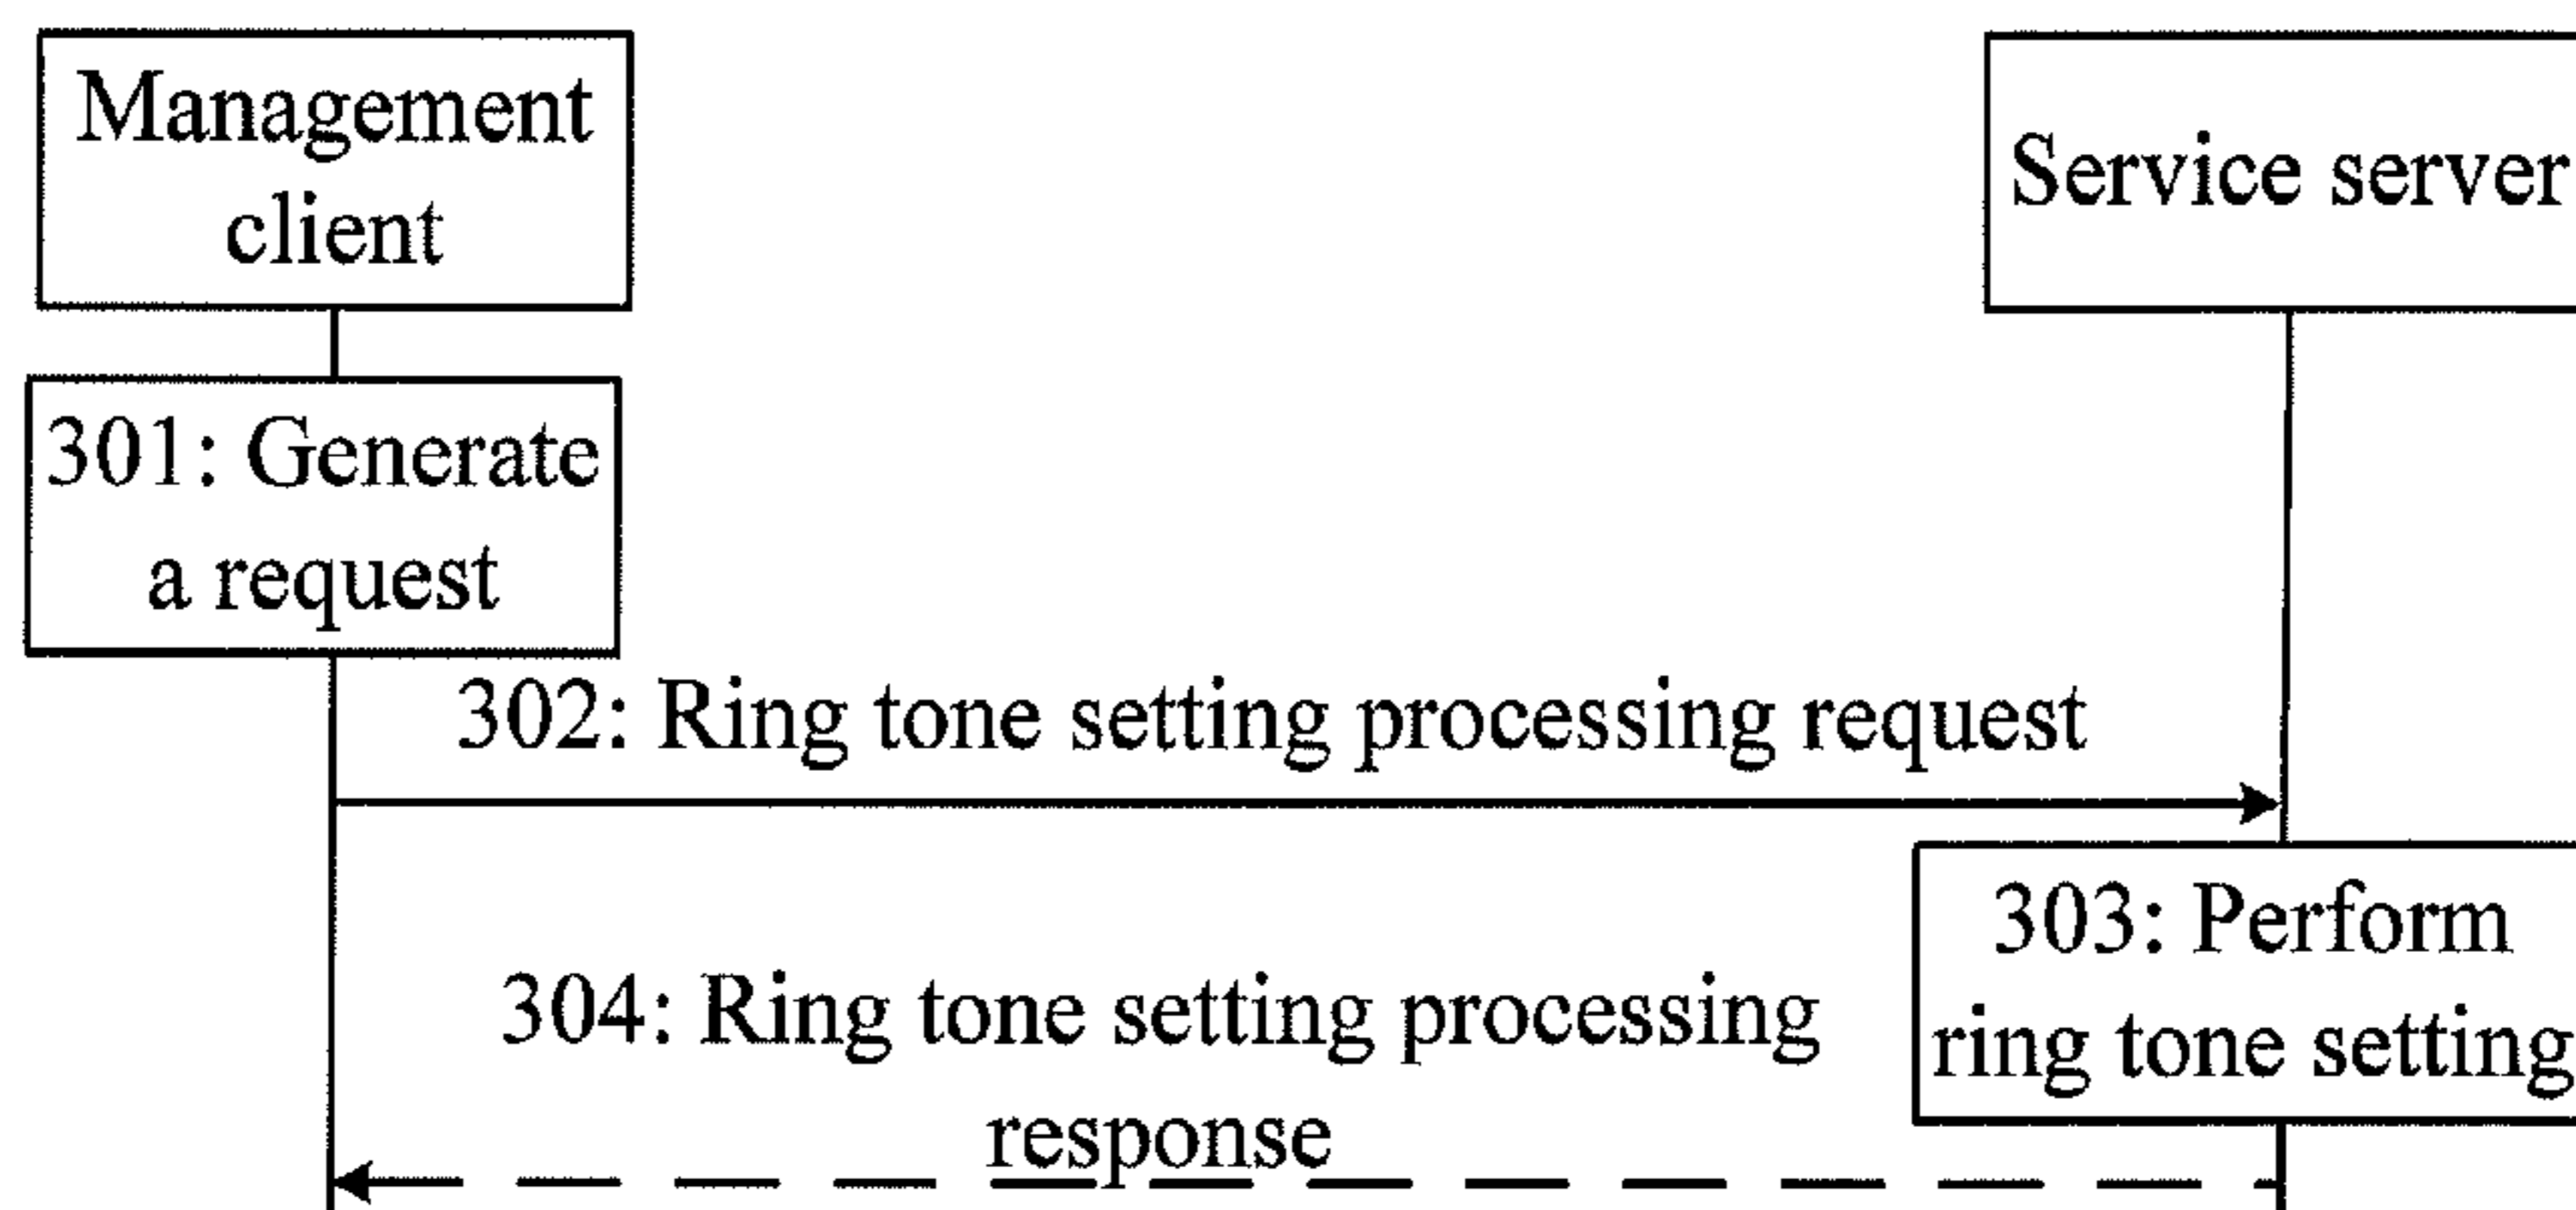 Management
client
Service server
301: Generate
a request
302: Ring tone setting processing request
303: Perform
ring tone setting
304: Ring tone setting processing
response